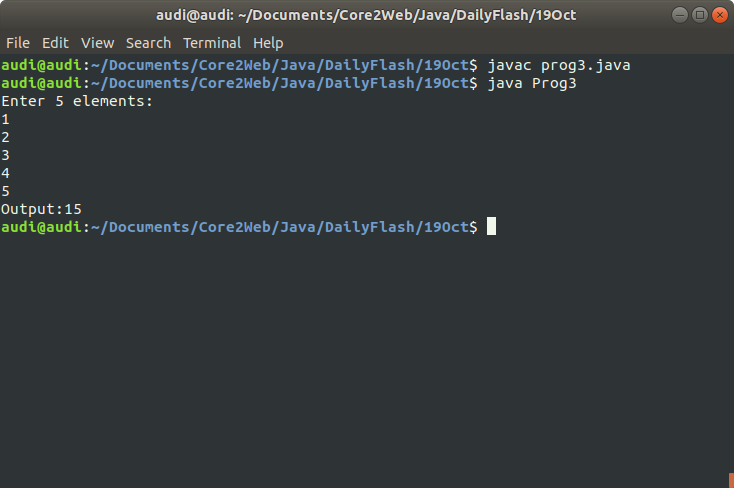 audi@audi: ~/Documents/Core2Web/Java/DailyFlash/19Oct
File Edit View Search Terminal Help
audi@audi:~/Documents/Core2Web/Java/DailyFlash/19Oct$ javac prog3.java
audi@audi:~/Documents/Core2Web/Java/DailyFlash/19Oct$ java Prog3
Enter 5 elements:
1
2
3
4
5
Output:15
audi@audi:~/Documents/Core2Web/Java/DailyFlash/19Oct$